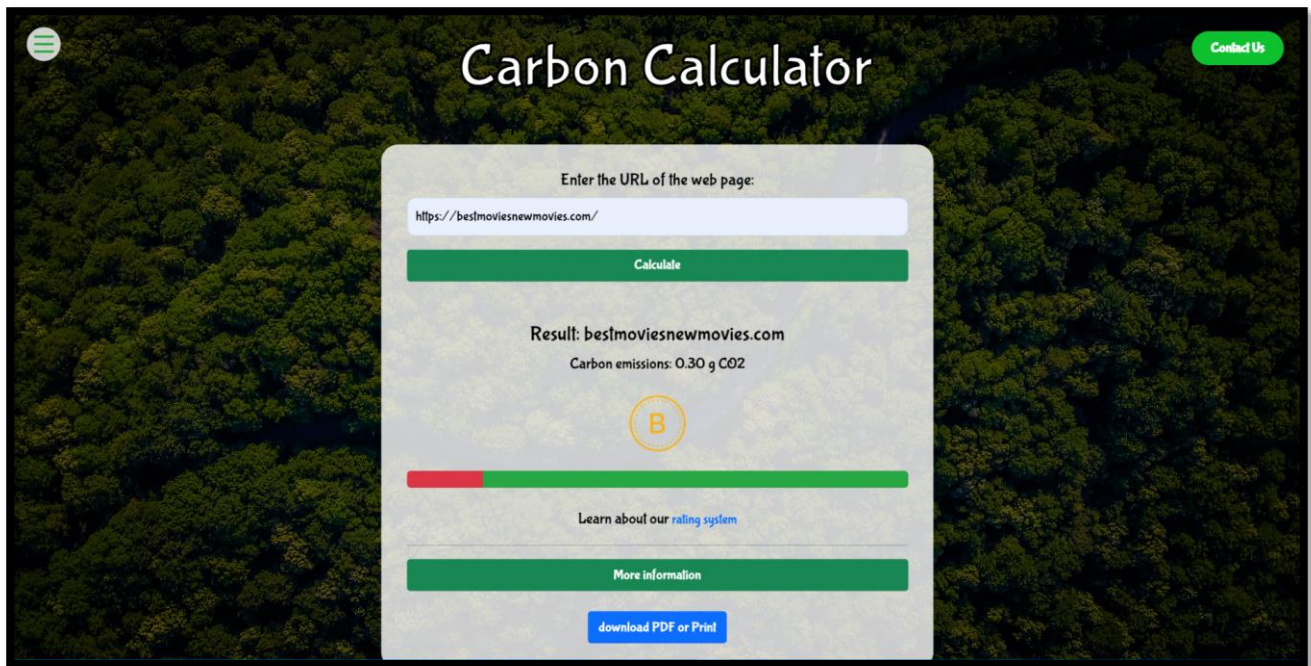 Carbon Calculator
Contact Us
Enter the URL of the web page:
https://bestmoviesnewmovies.com/
Calculate
Result: bestmoviesnewmovies.com
Carbon emissions: 0.30 g CO2
B
Learn about our rating system
More information
download PDF or Print